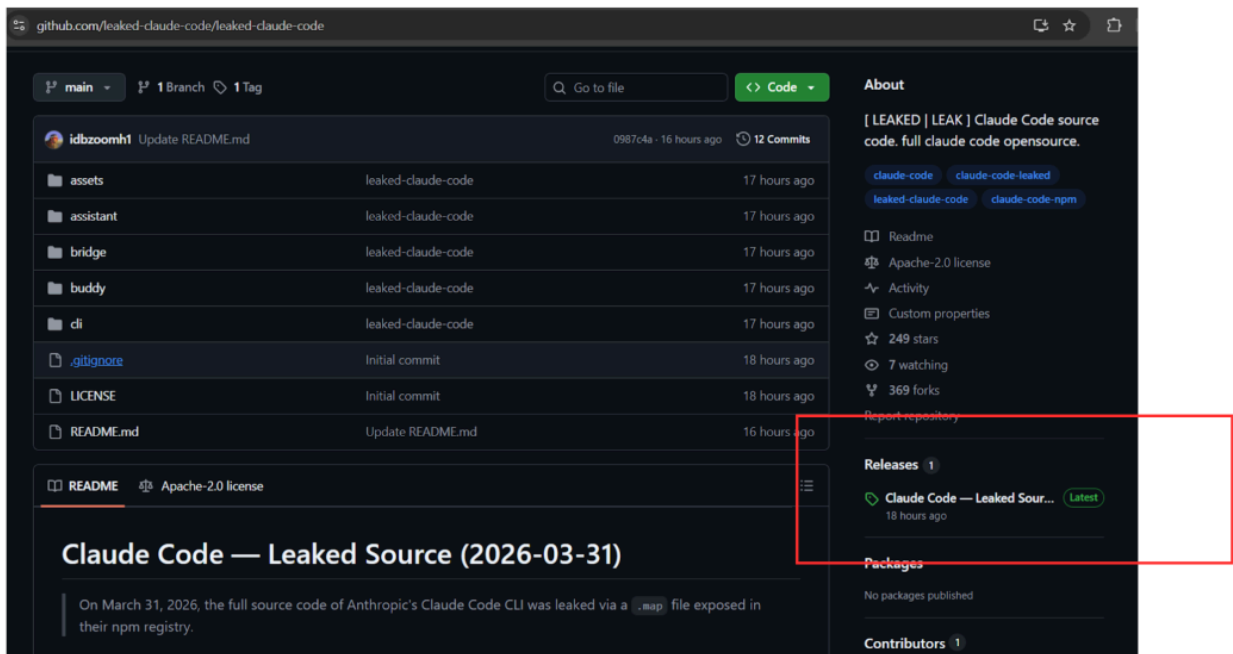 github.com/leaked-claude-code/leaked-claude-code
main 1 Branch 1 Tag Go to file Code
idbzoomh1 Update README.md 0987c4a · 16 hours ago 12 Commits
assets leaked-claude-code 17 hours ago
assistant leaked-claude-code 17 hours ago
bridge leaked-claude-code 17 hours ago
buddy leaked-claude-code 17 hours ago
cli leaked-claude-code 17 hours ago
.gitignore Initial commit 18 hours ago
LICENSE Initial commit 18 hours ago
README.md Update README.md 16 hours ago
README Apache-2.0 license
Claude Code — Leaked Source (2026-03-31)
On March 31, 2026, the full source code of Anthropic's Claude Code CLI was leaked via a .map file exposed in
their npm registry.
About
[ LEAKED | LEAK ] Claude Code source
code. full claude code opensource.
claude-code claude-code-leaked
leaked-claude-code claude-code-npm
Readme
Apache-2.0 license
Activity
Custom properties
249 stars
7 watching
369 forks
Report repository
Releases 1
Claude Code — Leaked Sour... Latest
18 hours ago
Packages
No packages published
Contributors 1